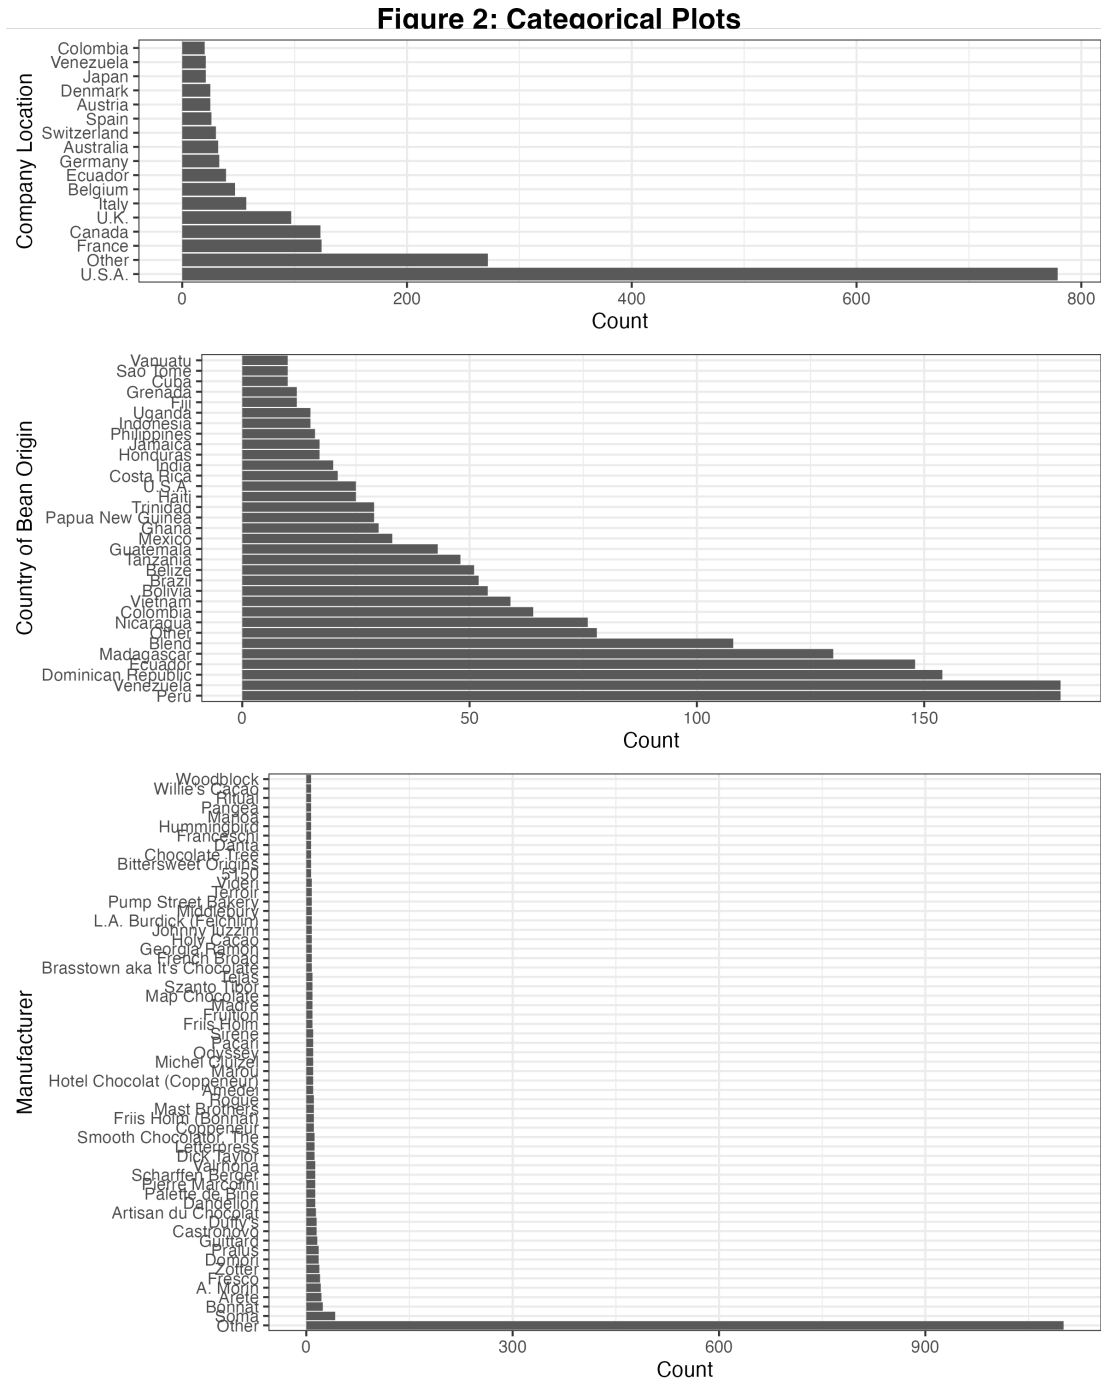 Figure 2: Categorical Plots
Company Location
Colombia
Venezuela
Japan
Denmark
Austria
Spain
Switzerland
Australia
Germany
Ecuador
Belgium
Italy
U.K.
Canada
France
Other
U.S.A.
0 200 400 600 800
Count
Country of Bean Origin
Vanuatu
Sao Tome
Cuba
Grenada
Fiji
Uganda
Indonesia
Philippines
Jamaica
Honduras
India
Costa Rica
U.S.A.
Haiti
Trinidad
Papua New Guinea
Ghana
Mexico
Guatemala
Tanzania
Belize
Brazil
Bolivia
Vietnam
Colombia
Nicaragua
Other
Blend
Madagascar
Ecuador
Dominican Republic
Venezuela
Peru
0 50 100 150
Count
Manufacturer
Woodblock
Willie's Cacao
Ritual
Pangea
Manoa
Hummingbird
Franceschi
Danta
Chocolate Tree
Bittersweet Origins
5150
Videri
Terroir
Pump Street Bakery
Middlebury
L.A. Burdick (Felchlin)
Johnny Iuzzini
Holy Cacao
Georgia Ramon
French Broad
Brasstown aka It's Chocolate
Tejas
Szanto Tibor
Map Chocolate
Madre
Fruition
Friis Holm
Sirene
Pacari
Odyssey
Michel Cluizel
Marou
Hotel Chocolat (Coppeneur)
Amedei
Rogue
Mast Brothers
Friis Holm (Bonnat)
Coppeneur
Smooth Chocolator, The
Letterpress
Dick Taylor
Valrhona
Scharffen Berger
Pierre Marcolini
Palette de Bine
Dandelion
Artisan du Chocolat
Duffy's
Castronovo
Guittard
Pralus
Domori
Zotter
Fresco
A. Morin
Arete
Bonnat
Soma
Other
0 300 600 900
Count